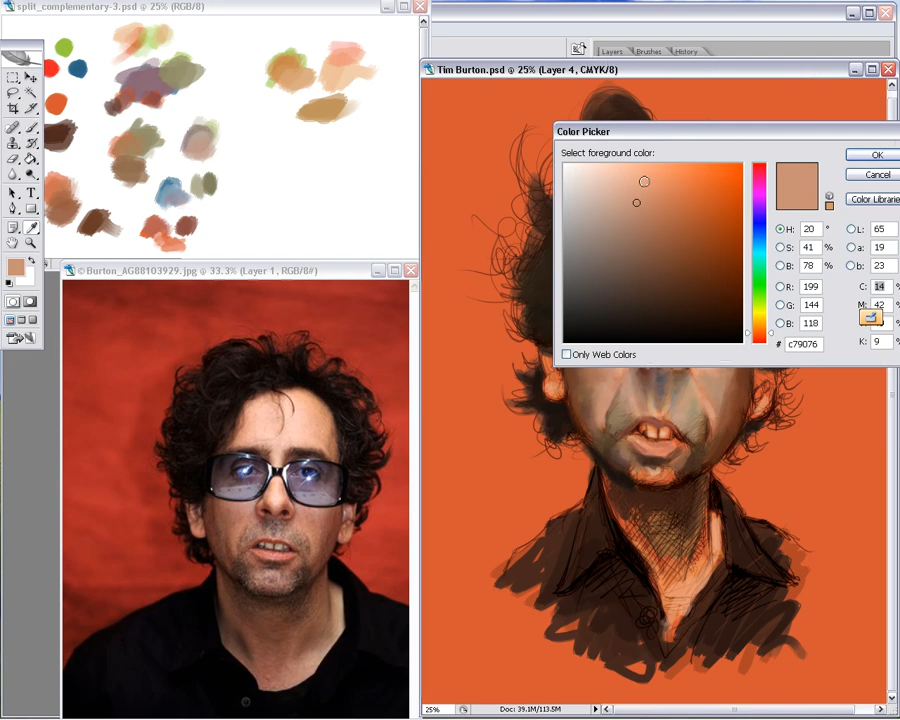 split_complementary-3.psd @ 25% (RGB/8)
Layers Brushes History
Tim Burton.psd @ 25% (Layer 4, CMYK/8)
Color Picker
Select foreground color:
OK
Cancel
Color Librarie
H: 20 ° L: 65
S: 41 % a: 19
B: 78 % b: 23
R: 199 C: 14 %
G: 144 M: 42 %
B: 118 %
# c79076 K: 9 %
Only Web Colors
T
© Burton_AG88103929.jpg @ 33.3% (Layer 1, RGB/8#)
25% Doc: 39.1M/113.5M